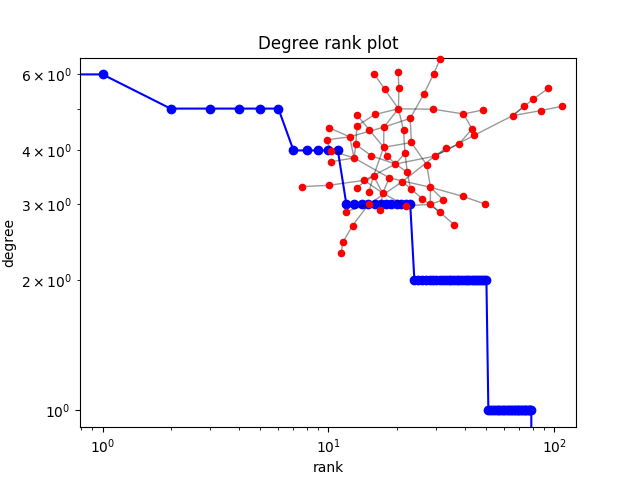 Degree rank plot
6 × 10⁰
4 × 10⁰
3 × 10⁰
2 × 10⁰
10⁰
degree
10⁰
10¹
10²
rank